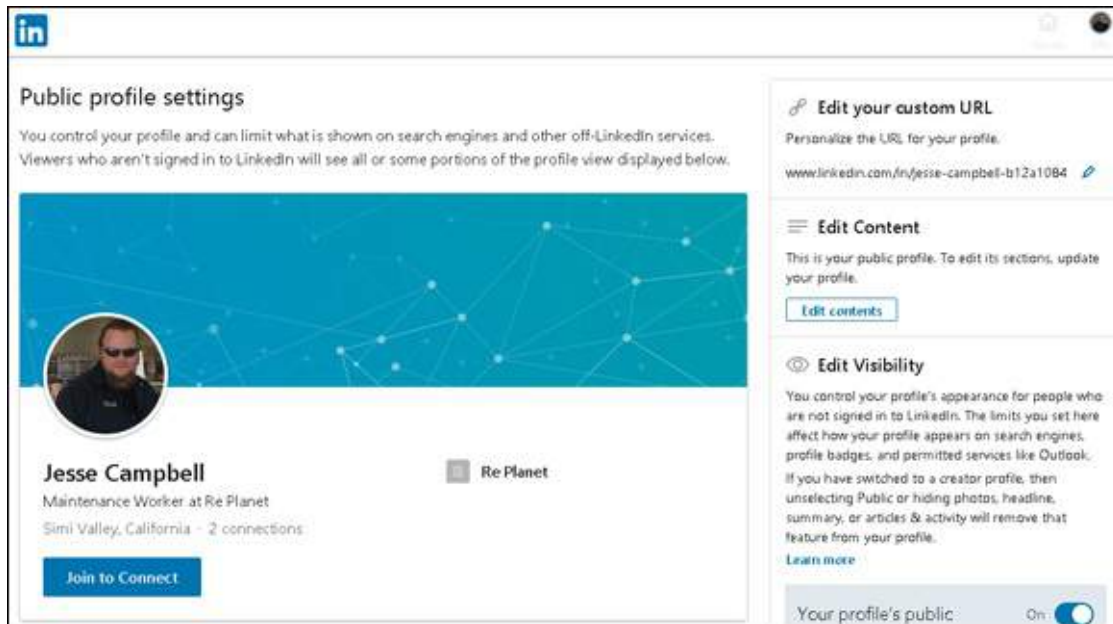 in
Public profile settings
You control your profile and can limit what is shown on search engines and other off-LinkedIn services.
Viewers who aren't signed in to LinkedIn will see all or some portions of the profile view displayed below.
Jesse Campbell
Maintenance Worker at Re Planet
Simi Valley, California · 2 connections
Join to Connect
Re Planet
Edit your custom URL
Personalize the URL for your profile.
www.linkedin.com/in/jesse-campbell-b12a1084
Edit Content
This is your public profile. To edit its sections, update
your profile.
Edit contents
Edit Visibility
You control your profile's appearance for people who
are not signed in to LinkedIn. The limits you set here
affect how your profile appears on search engines,
profile badges, and permitted services like Outlook.
If you have switched to a creator profile, then
unselecting Public or hiding photos, headline,
summary, or articles & activity will remove that
feature from your profile.
Learn more
Your profile's public On